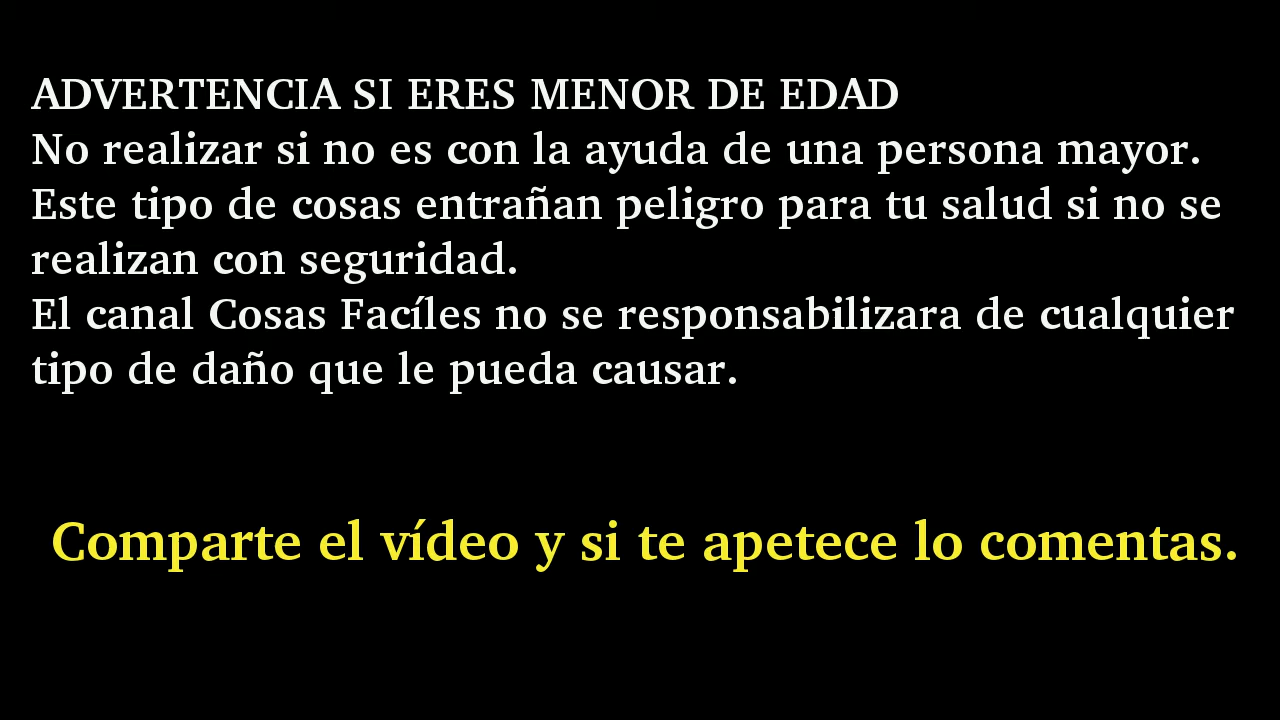 ADVERTENCIA SI ERES MENOR DE EDAD
No realizar si no es con la ayuda de una persona mayor.
Este tipo de cosas entrañan peligro para tu salud si no se
realizan con seguridad.
El canal Cosas Facíles no se responsabilizara de cualquier
tipo de daño que le pueda causar.
Comparte el vídeo y si te apetece lo comentas.